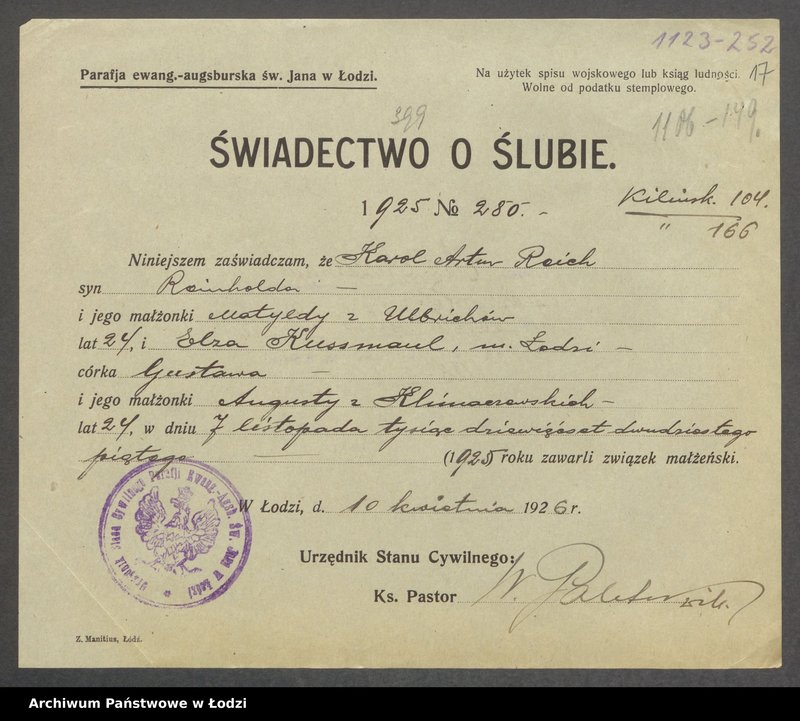 1123-252
Parafja ewang.-augsburska św. Jana w Łodzi.
Na użytek spisu wojskowego lub ksiąg ludności. 17
Wolne od podatku stemplowego.
399
1106-149.
ŚWIADECTWO O ŚLUBIE.
1925 № 280.-
Kilińsk. 104.
" 166
Niniejszem zaświadczam, że Karol Artur Reich
syn Reinholda —
i jego małżonki Matyldy z Ulbrichów
lat 24, i Elza Kussmaul, m. Łodzi —
córka Gustawa —
i jego małżonki Augusty z Klimaczewskich —
lat 24, w dniu 7 listopada tysiąc dziewięćset dwudziestego
piątego — (1925 roku zawarli związek małżeński.
W Łodzi, d. 10 kwietnia 1926 r.
Urzędnik Stanu Cywilnego:
Ks. Pastor W.
Z. Manitius, Łódź.
Archiwum Państwowe w Łodzi